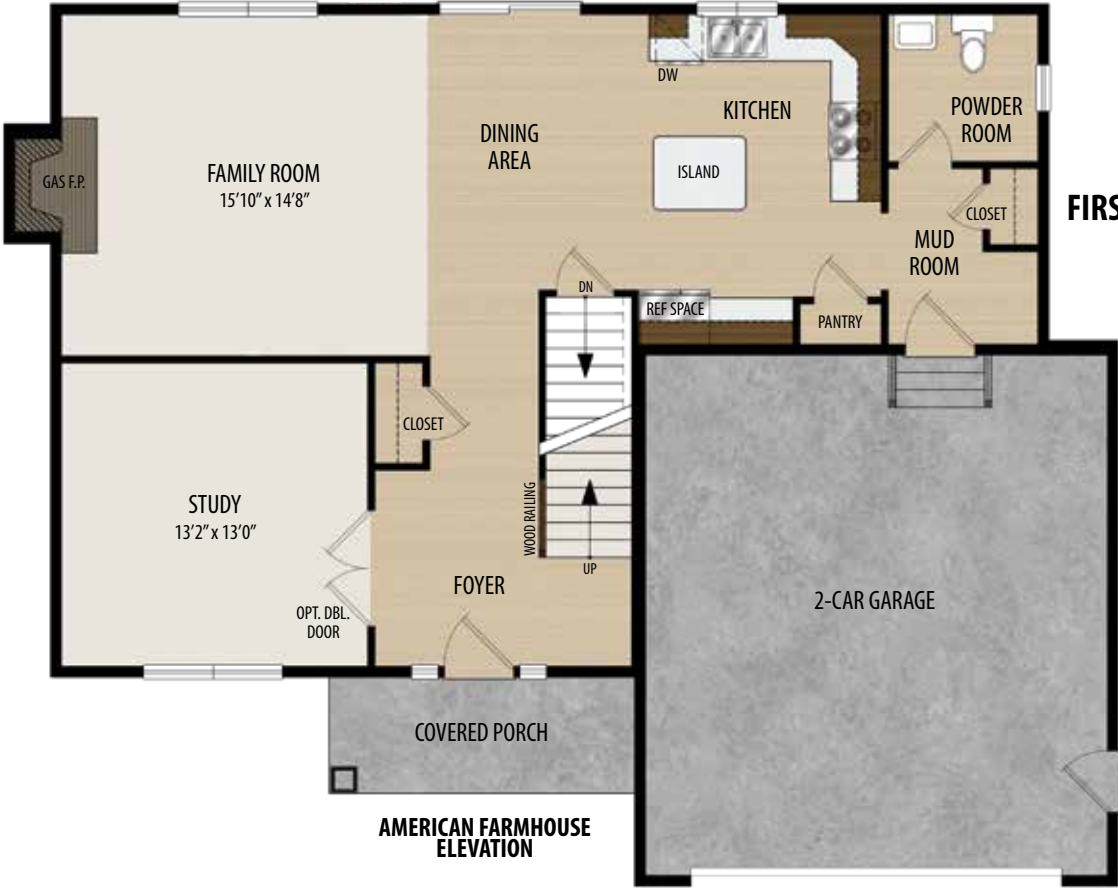 DW
KITCHEN
POWDER
ROOM
DINING
AREA
GAS F.P.
FAMILY ROOM
15'10" x 14'8"
ISLAND
CLOSET
FIRS
MUD
ROOM
DN
REF SPACE
PANTRY
CLOSET
STUDY
13'2" x 13'0"
WOOD RAILING
UP
FOYER
OPT. DBL.
DOOR
2-CAR GARAGE
COVERED PORCH
AMERICAN FARMHOUSE
ELEVATION